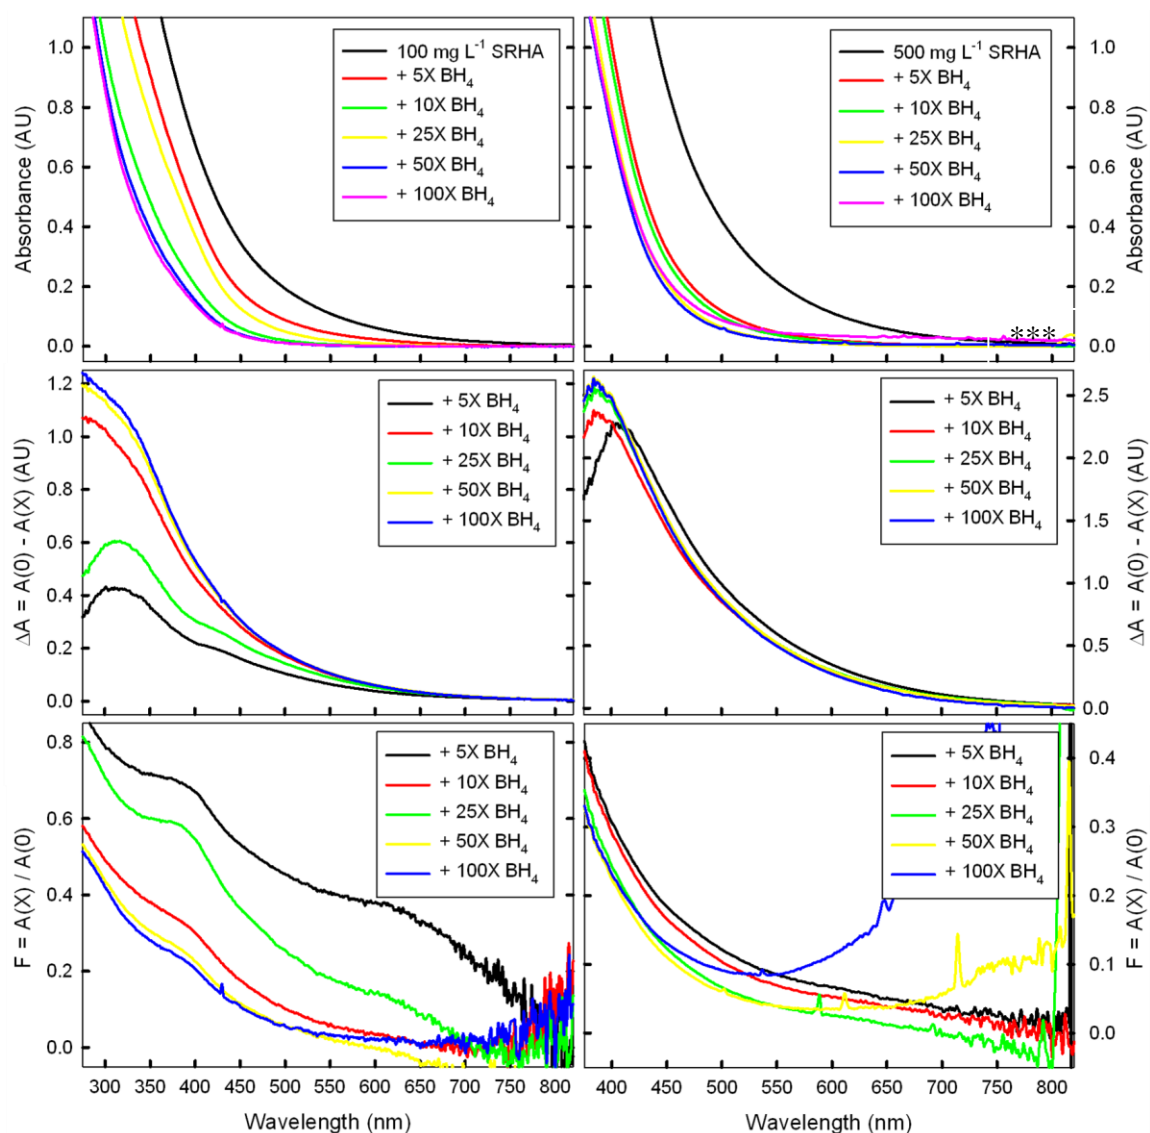 Absorbance (AU)
1.0
0.8
0.6
0.4
0.2
0.0
100 mg L⁻¹ SRHA
+ 5X BH₄
+ 10X BH₄
+ 25X BH₄
+ 50X BH₄
+ 100X BH₄
500 mg L⁻¹ SRHA
+ 5X BH₄
+ 10X BH₄
+ 25X BH₄
+ 50X BH₄
+ 100X BH₄
***
1.0
0.8
0.6
0.4
0.2
0.0
Absorbance (AU)
ΔA = A(0) - A(X) (AU)
1.2
1.0
0.8
0.6
0.4
0.2
0.0
+ 5X BH₄
+ 10X BH₄
+ 25X BH₄
+ 50X BH₄
+ 100X BH₄
+ 5X BH₄
+ 10X BH₄
+ 25X BH₄
+ 50X BH₄
+ 100X BH₄
2.5
2.0
1.5
1.0
0.5
0.0
ΔA = A(0) - A(X) (AU)
F = A(X) / A(0)
0.8
0.6
0.4
0.2
0.0
+ 5X BH₄
+ 10X BH₄
+ 25X BH₄
+ 50X BH₄
+ 100X BH₄
+ 5X BH₄
+ 10X BH₄
+ 25X BH₄
+ 50X BH₄
+ 100X BH₄
0.4
0.3
0.2
0.1
0.0
F = A(X) / A(0)
300 350 400 450 500 550 600 650 700 750 800
400 450 500 550 600 650 700 750 800
Wavelength (nm)
Wavelength (nm)